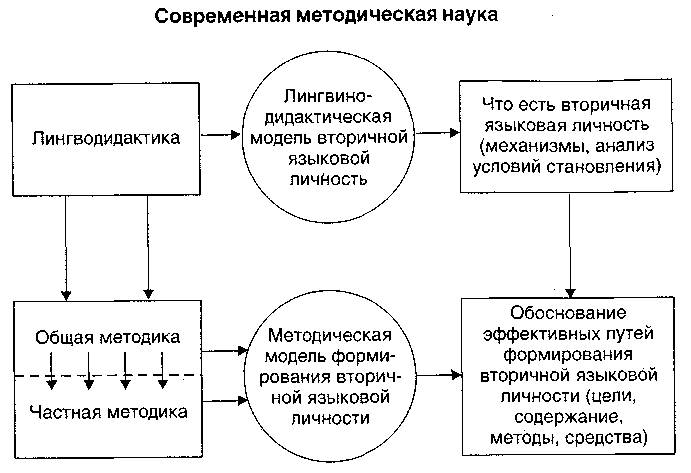 Современная методическая наука
Лингводидактика
Лингвино-
дидактическая
модель вторичной
языковой
личность
Что есть вторичная
языковая личность
(механизмы, анализ
условий становления)
Общая методика
Частная методика
Методическая
модель форми-
рования вторич-
ной языковой
личности
Обоснование
эффективных путей
формирования
вторичной языковой
личности (цели,
содержание,
методы, средства)